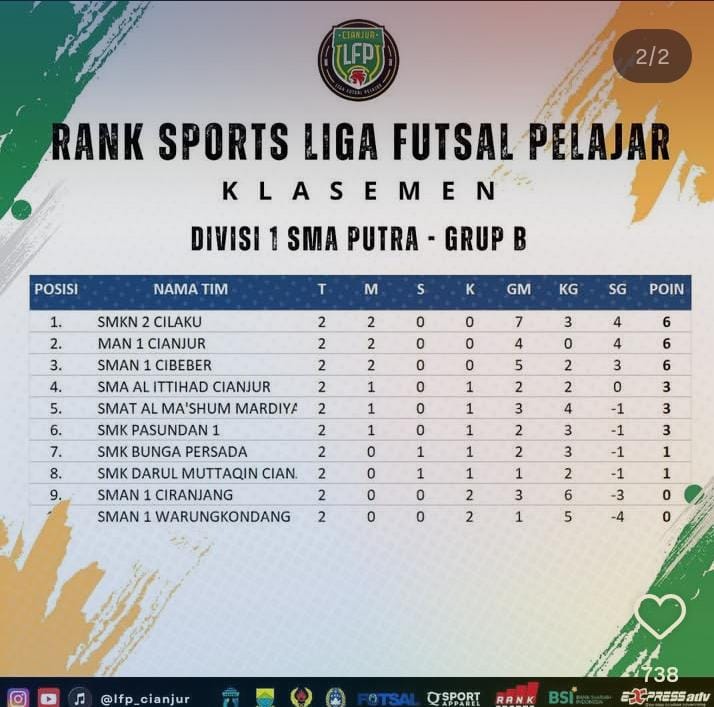 CIANJUR
LFP
LIGA FUTSAL PELAJAR
2/2
RANK SPORTS LIGA FUTSAL PELAJAR
KLASEMEN
DIVISI 1 SMA PUTRA - GRUP B
POSISI NAMA TIM T M S K GM KG SG POIN
1. SMKN 2 CILAKU 2 2 0 0 7 3 4 6
2. MAN 1 CIANJUR 2 2 0 0 4 0 4 6
3. SMAN 1 CIBEBER 2 2 0 0 5 2 3 6
4. SMA AL ITTIHAD CIANJUR 2 1 0 1 2 2 0 3
5. SMAT AL MA'SHUM MARDIYA 2 1 0 1 3 4 -1 3
6. SMK PASUNDAN 1 2 1 0 1 2 3 -1 3
7. SMK BUNGA PERSADA 2 0 1 1 2 3 -1 1
8. SMK DARUL MUTTAQIN CIAN. 2 0 1 1 1 2 -1 1
9. SMAN 1 CIRANJANG 2 0 0 2 3 6 -3 0
SMAN 1 WARUNGKONDANG 2 0 0 2 1 5 -4 0
738
@lfp_cianjur FUTSAL QSPORT APPAREL RANK SPORTS BSI BANK SYARIAH INDONESIA EXPRESS adv